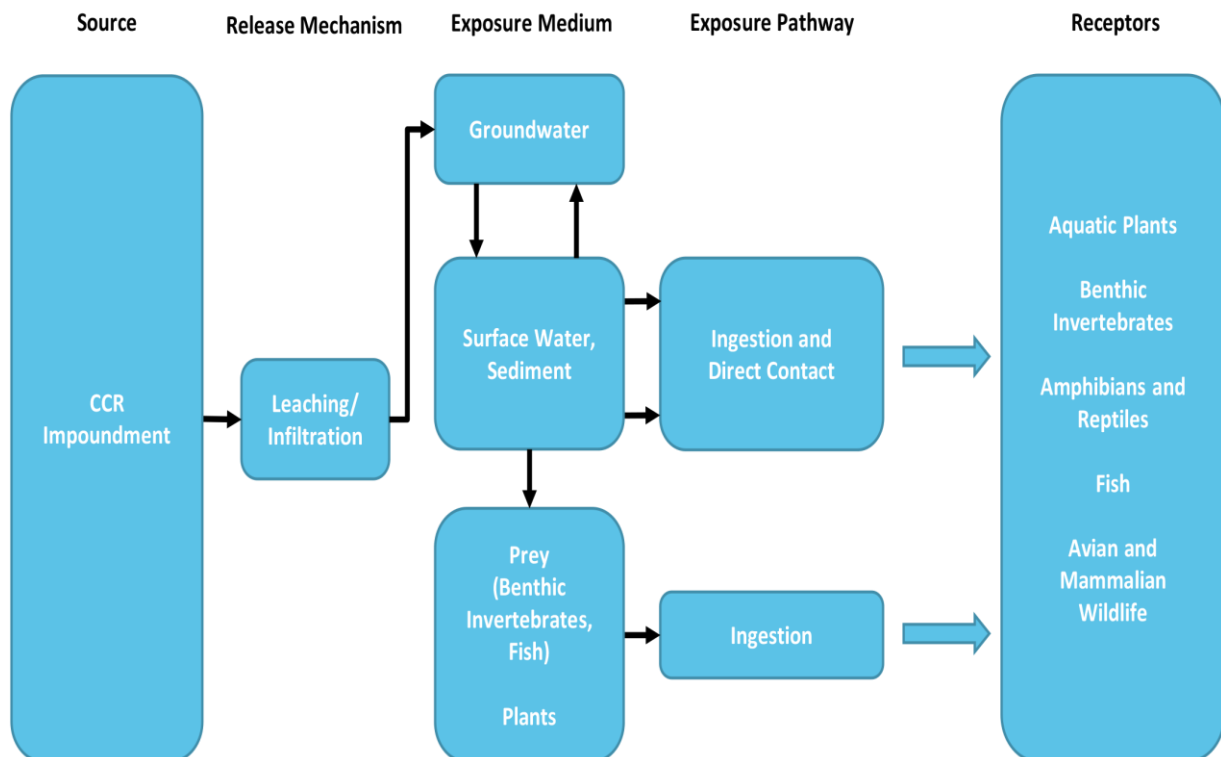 Source
Release Mechanism
Exposure Medium
Exposure Pathway
Receptors
CCR
Impoundment
Leaching/
Infiltration
Groundwater
Surface Water,
Sediment
Prey
(Benthic
Invertebrates,
Fish)
Plants
Ingestion and
Direct Contact
Ingestion
Aquatic Plants
Benthic
Invertebrates
Amphibians and
Reptiles
Fish
Avian and
Mammalian
Wildlife